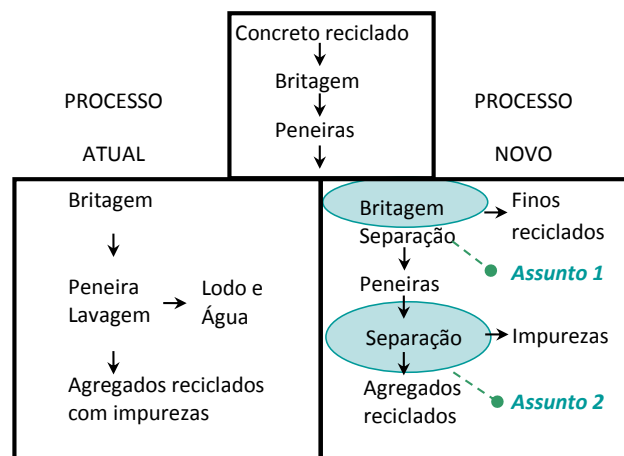 Concreto reciclado
Britagem
Peneiras
PROCESSO
ATUAL
PROCESSO
NOVO
Britagem
Peneira
Lavagem
Lodo e
Água
Agregados reciclados
com impurezas
Britagem
Separação
Finos
reciclados
Assunto 1
Peneiras
Separação
Impurezas
Agregados
reciclados
Assunto 2